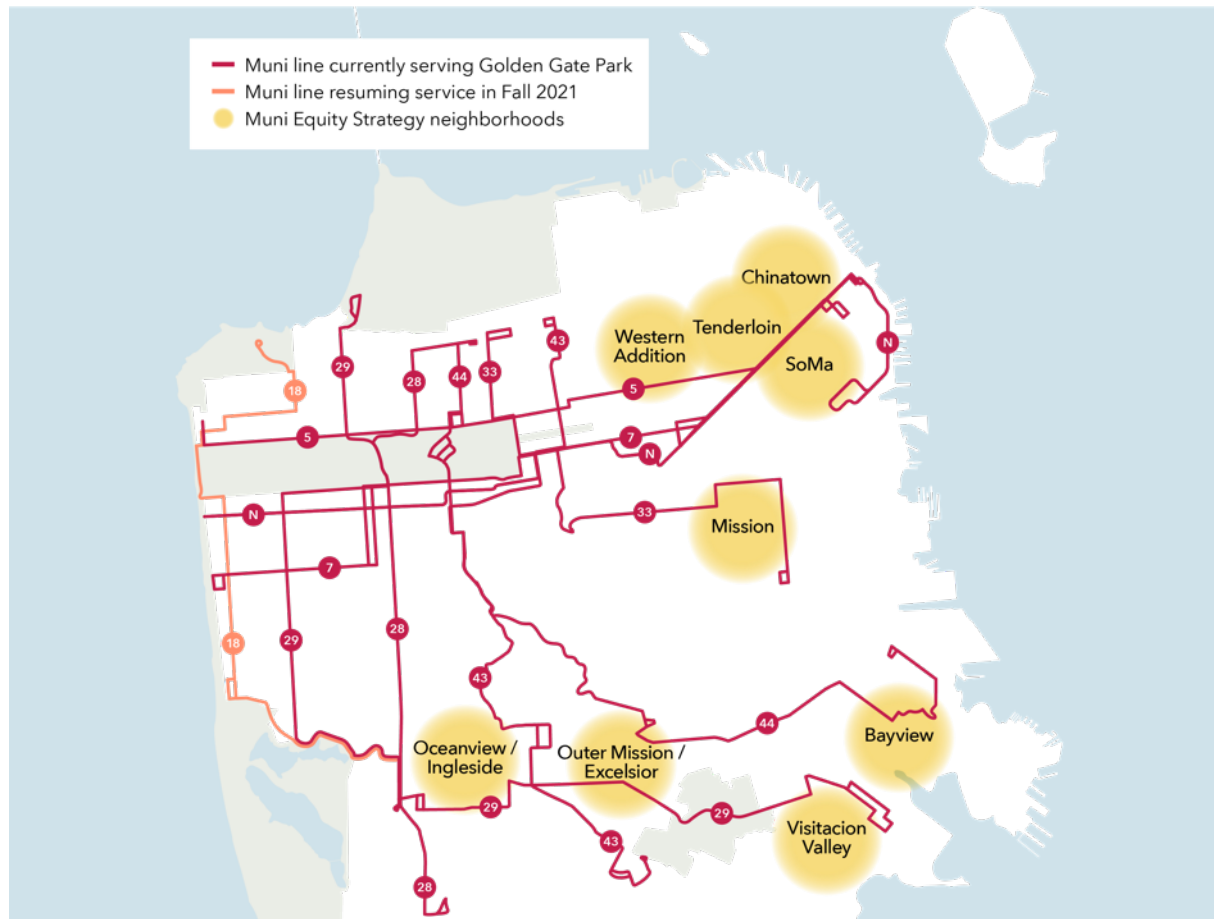 Muni line currently serving Golden Gate Park
Muni line resuming service in Fall 2021
Muni Equity Strategy neighborhoods
Chinatown
Tenderloin
Western
Addition
SoMa
N
43
29
28
44
33
18
5
5
7
N
N
33
Mission
7
18
29
28
43
44
Bayview
Oceanview /
Ingleside
Outer Mission /
Excelsior
29
29
Visitacion
Valley
43
28